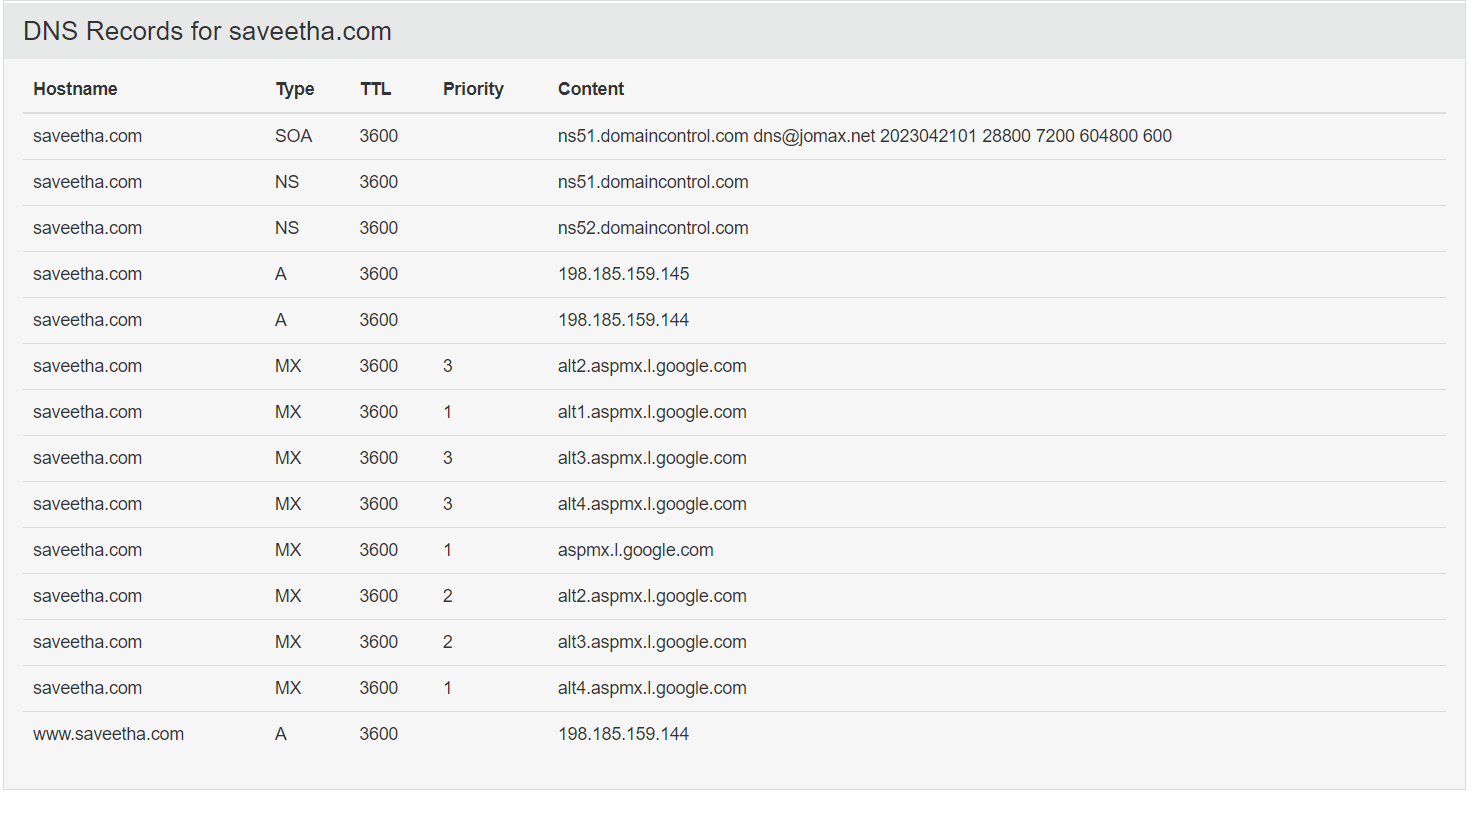 DNS Records for saveetha.com
Hostname Type TTL Priority Content
saveetha.com SOA 3600 ns51.domaincontrol.com dns@jomax.net 2023042101 28800 7200 604800 600
saveetha.com NS 3600 ns51.domaincontrol.com
saveetha.com NS 3600 ns52.domaincontrol.com
saveetha.com A 3600 198.185.159.145
saveetha.com A 3600 198.185.159.144
saveetha.com MX 3600 3 alt2.aspmx.l.google.com
saveetha.com MX 3600 1 alt1.aspmx.l.google.com
saveetha.com MX 3600 3 alt3.aspmx.l.google.com
saveetha.com MX 3600 3 alt4.aspmx.l.google.com
saveetha.com MX 3600 1 aspmx.l.google.com
saveetha.com MX 3600 2 alt2.aspmx.l.google.com
saveetha.com MX 3600 2 alt3.aspmx.l.google.com
saveetha.com MX 3600 1 alt4.aspmx.l.google.com
www.saveetha.com A 3600 198.185.159.144